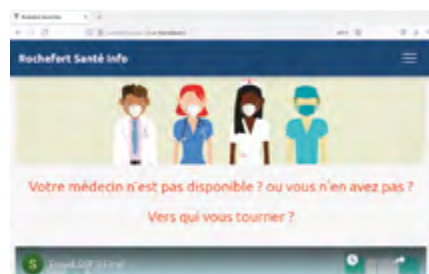 Rochefort Santé Info
Votre médecin n'est pas disponible ? ou vous n'en avez pas ?
Vers qui vous tourner ?
S